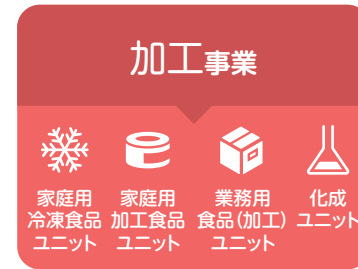 加工事業
家庭用
冷凍食品
ユニット
家庭用
加工食品
ユニット
業務用
食品(加工)
ユニット
化成
ユニット